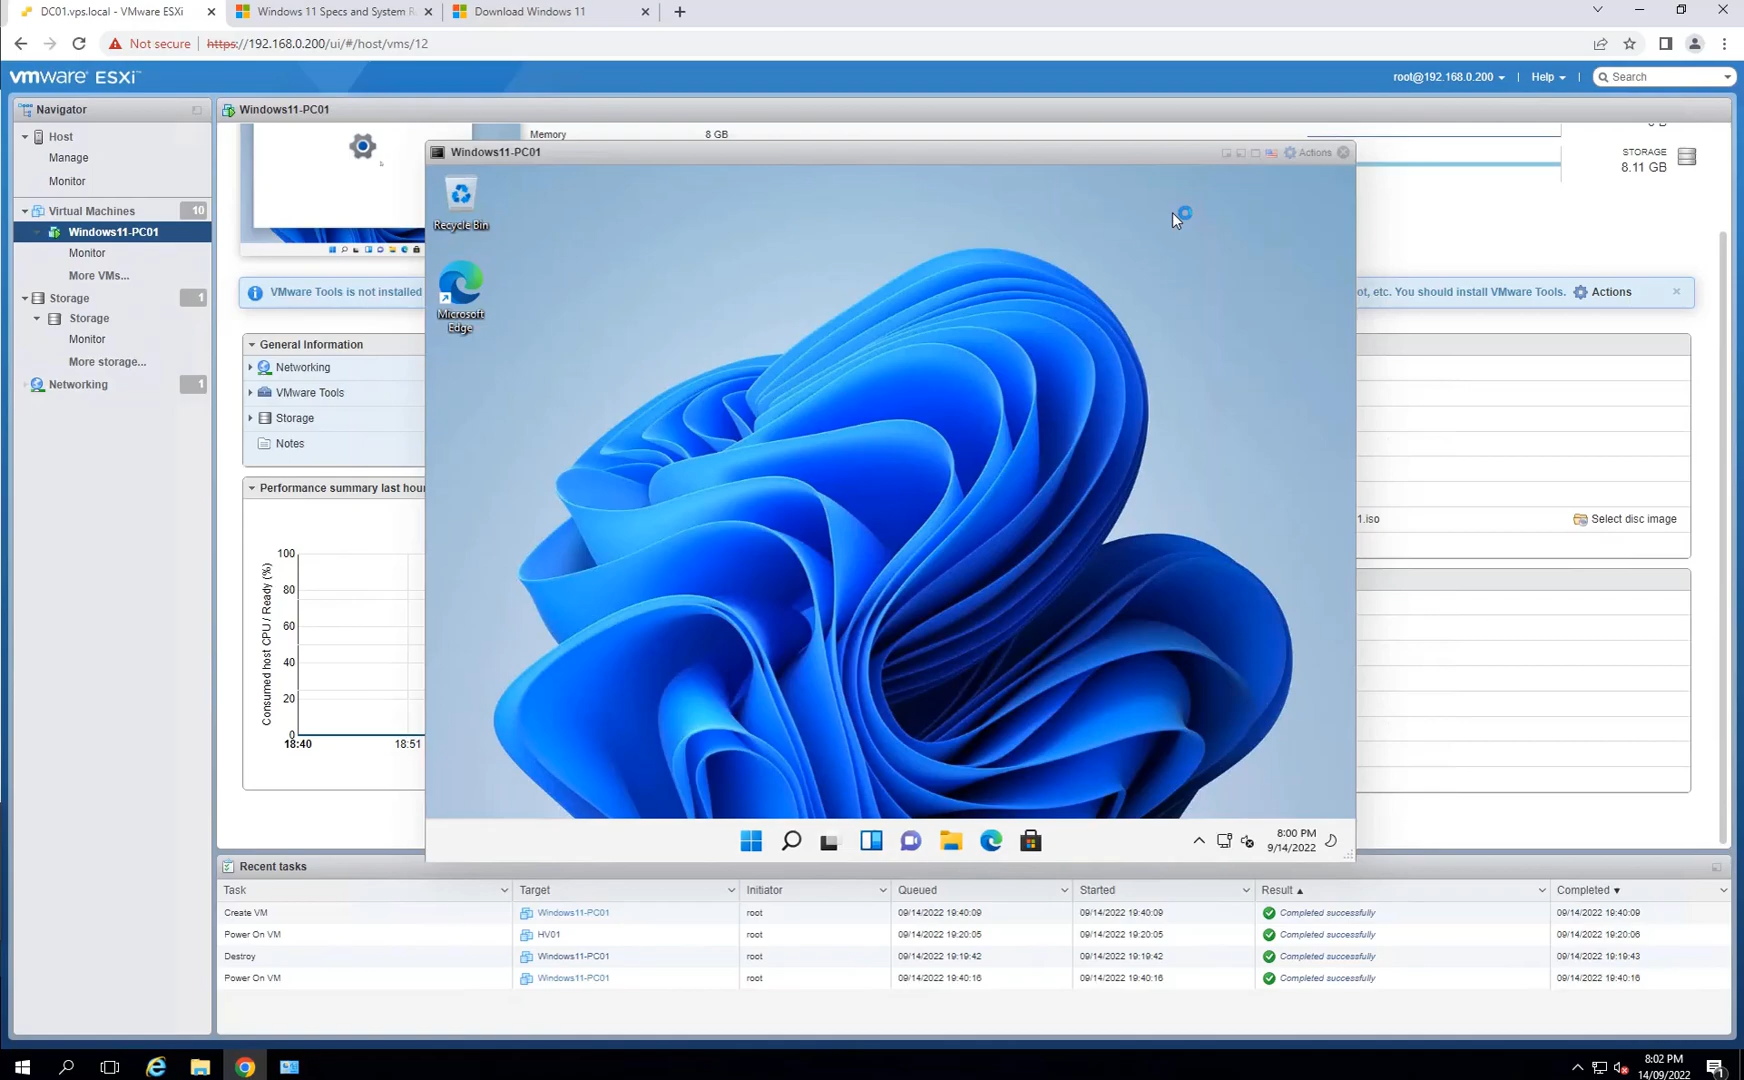 DC01.vps.local - VMware ESXi
Windows 11 Specs and System R
Download Windows 11
Not secure
https://192.168.0.200/ui/#/host/vms/12
vmware ESXi™
root@192.168.0.200
Help
Search
Navigator
Windows11-PC01
Host
Manage
Monitor
Virtual Machines
10
Windows11-PC01
Monitor
More VMs...
Storage
1
Storage
Monitor
More storage...
Networking
1
Memory
8 GB
STORAGE
8.11 GB
Windows11-PC01
Actions
Recycle Bin
Microsoft
Edge
VMware Tools is not installed
ot, etc. You should install VMware Tools.
Actions
General Information
Networking
VMware Tools
Storage
Notes
1.iso
Select disc image
Performance summary last hour
Consumed host CPU / Ready (%)
100
80
60
40
20
0
18:40
18:51
8:00 PM
9/14/2022
Recent tasks
Task
Target
Initiator
Queued
Started
Result
Completed
Create VM
Windows11-PC01
root
09/14/2022 19:40:09
09/14/2022 19:40:09
Completed successfully
09/14/2022 19:40:09
Power On VM
HV01
root
09/14/2022 19:20:05
09/14/2022 19:20:05
Completed successfully
09/14/2022 19:20:06
Destroy
Windows11-PC01
root
09/14/2022 19:19:42
09/14/2022 19:19:42
Completed successfully
09/14/2022 19:19:43
Power On VM
Windows11-PC01
root
09/14/2022 19:40:16
09/14/2022 19:40:16
Completed successfully
09/14/2022 19:40:16
8:02 PM
14/09/2022
1